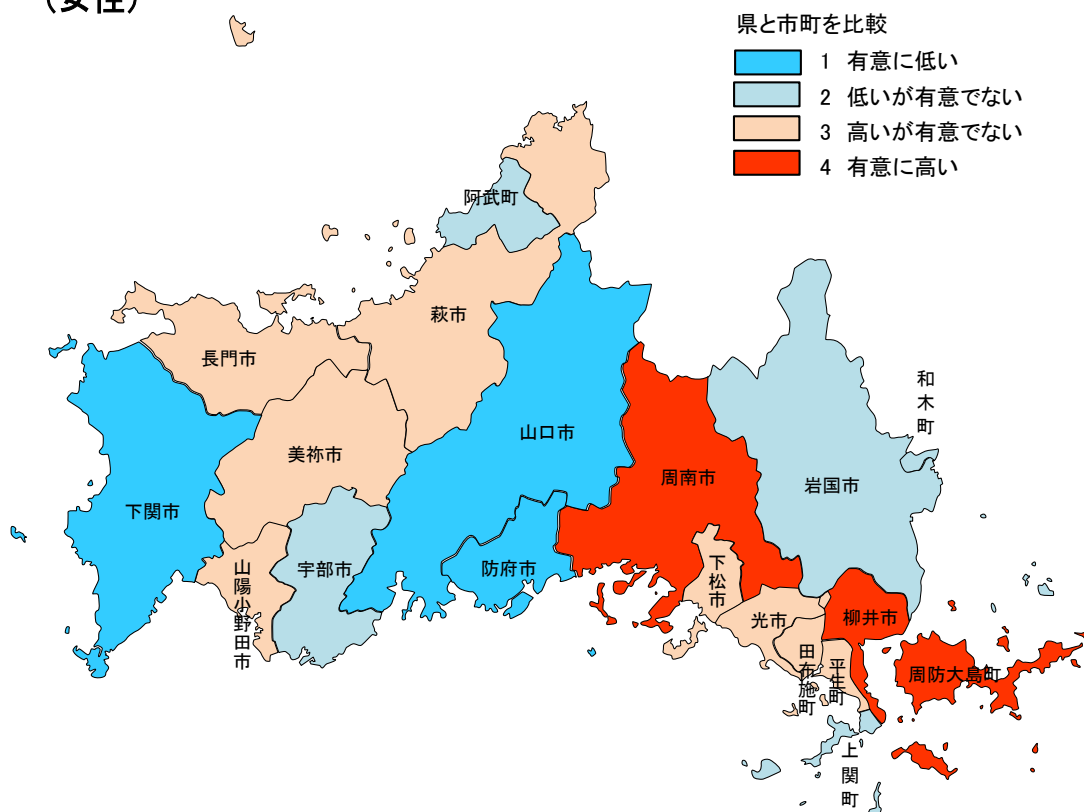 （女性）
県と市町を比較
1 有意に低い
2 低いが有意でない
3 高いが有意でない
4 有意に高い
阿武町
萩市
長門市
和木町
山口市
美祢市
周南市
岩国市
下関市
防府市
宇部市
山陽小野田市
下松市
光市
柳井市
田布施町
平生町
周防大島町
上関町